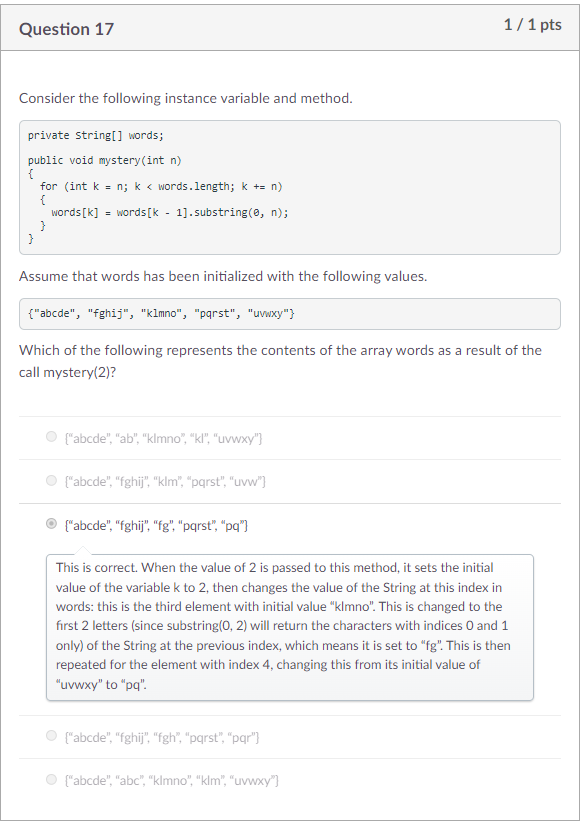 Question 17
1 / 1 pts
Consider the following instance variable and method.
private String[] words;
public void mystery(int n)
{
for (int k = n; k < words.length; k += n)
{
words[k] = words[k - 1].substring(0, n);
}
}
Assume that words has been initialized with the following values.
{"abcde", "fghij", "klmno", "pqrst", "uvwxy"}
Which of the following represents the contents of the array words as a result of the
call mystery(2)?
{“abcde”, “ab”, “klmno”, “kl”, “uvwxy”}
{“abcde”, “fghij”, “klm”, “pqrst”, “uvw”}
{“abcde”, “fghij”, “fg”, “pqrst”, “pq”}
This is correct. When the value of 2 is passed to this method, it sets the initial
value of the variable k to 2, then changes the value of the String at this index in
words: this is the third element with initial value “klmno”. This is changed to the
first 2 letters (since substring(0, 2) will return the characters with indices 0 and 1
only) of the String at the previous index, which means it is set to “fg”. This is then
repeated for the element with index 4, changing this from its initial value of
“uvwxy” to “pq”.
{“abcde”, “fghij”, “fgh”, “pqrst”, “pqr”}
{“abcde”, “abc”, “klmno”, “klm”, “uvwxy”}